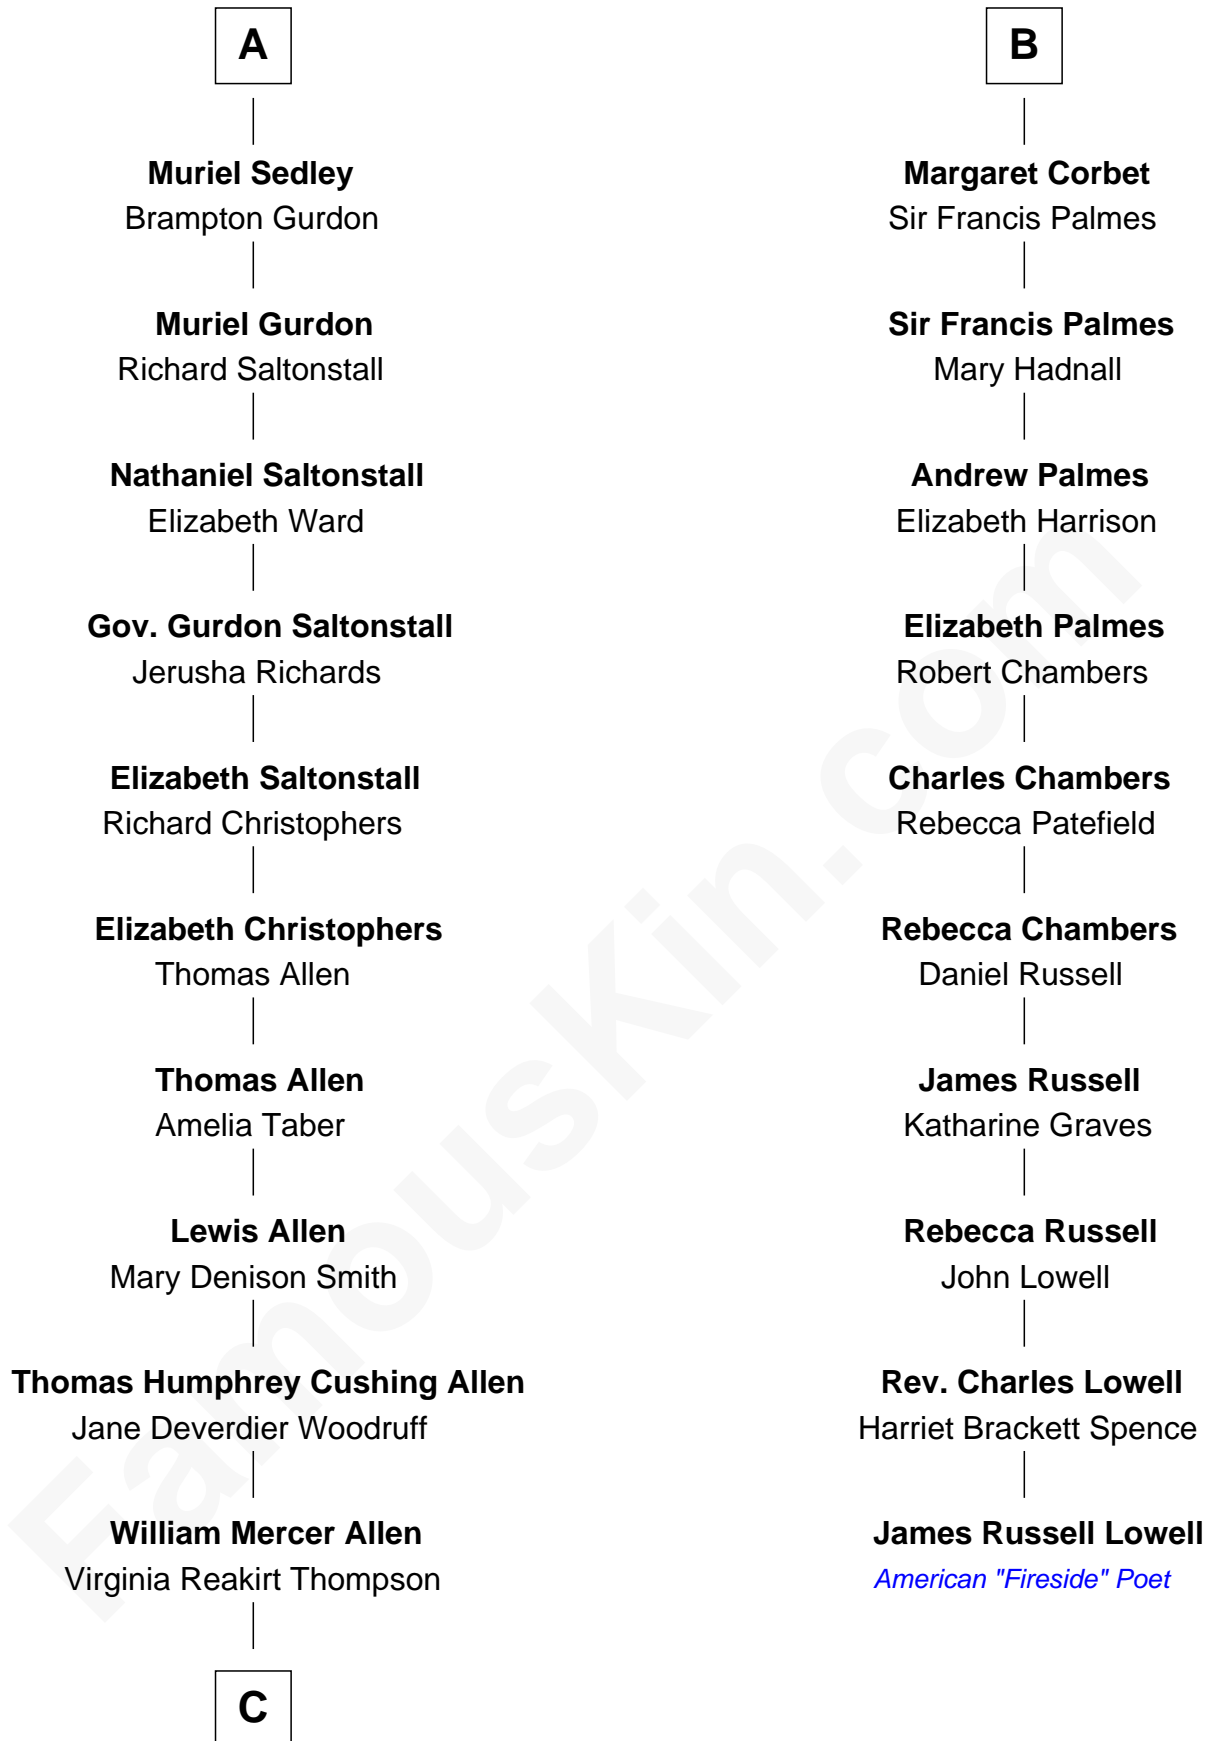 A
Muriel Sedley
Brampton Gurdon
Muriel Gurdon
Richard Saltonstall
Nathaniel Saltonstall
Elizabeth Ward
Gov. Gurdon Saltonstall
Jerusha Richards
Elizabeth Saltonstall
Richard Christophers
Elizabeth Christophers
Thomas Allen
Thomas Allen
Amelia Taber
Lewis Allen
Mary Denison Smith
Thomas Humphrey Cushing Allen
Jane Deverdier Woodruff
William Mercer Allen
Virginia Reakirt Thompson
C
B
Margaret Corbet
Sir Francis Palmes
Sir Francis Palmes
Mary Hadnall
Andrew Palmes
Elizabeth Harrison
Elizabeth Palmes
Robert Chambers
Charles Chambers
Rebecca Patefield
Rebecca Chambers
Daniel Russell
James Russell
Katharine Graves
Rebecca Russell
John Lowell
Rev. Charles Lowell
Harriet Brackett Spence
James Russell Lowell
American "Fireside" Poet
FamousKin.com